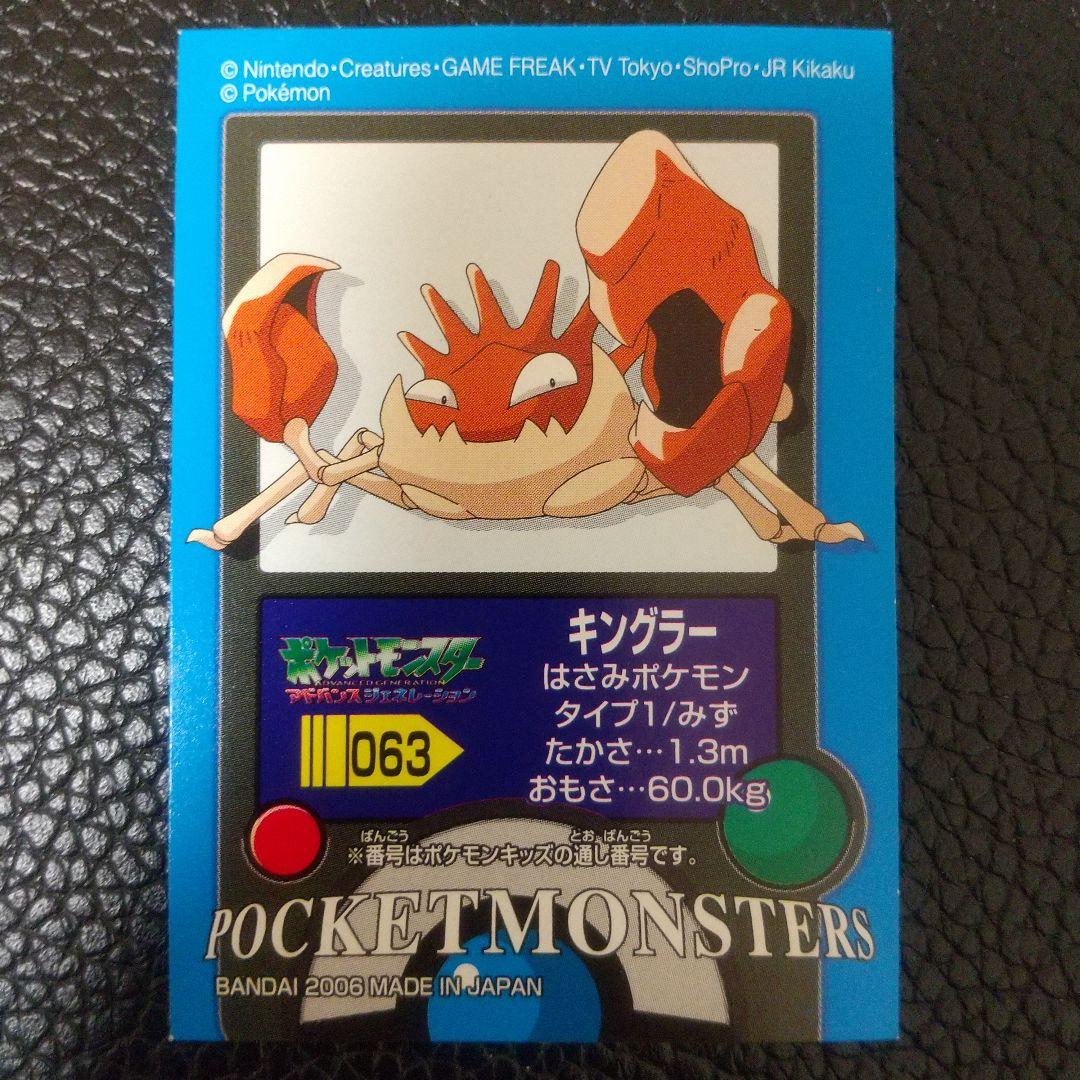 © Nintendo・Creatures・GAME FREAK・TV Tokyo・ShoPro・JR Kikaku
© Pokémon
キングラー
はさみポケモン
タイプ1/みず
たかさ…1.3m
おもさ…60.0kg
ポケットモンスター
ADVANCED GENERATION
アドバンスジェネレーション
063
ばんごう とお ばんごう
※番号はポケモンキッズの通し番号です。
POCKETMONSTERS
BANDAI 2006 MADE IN JAPAN